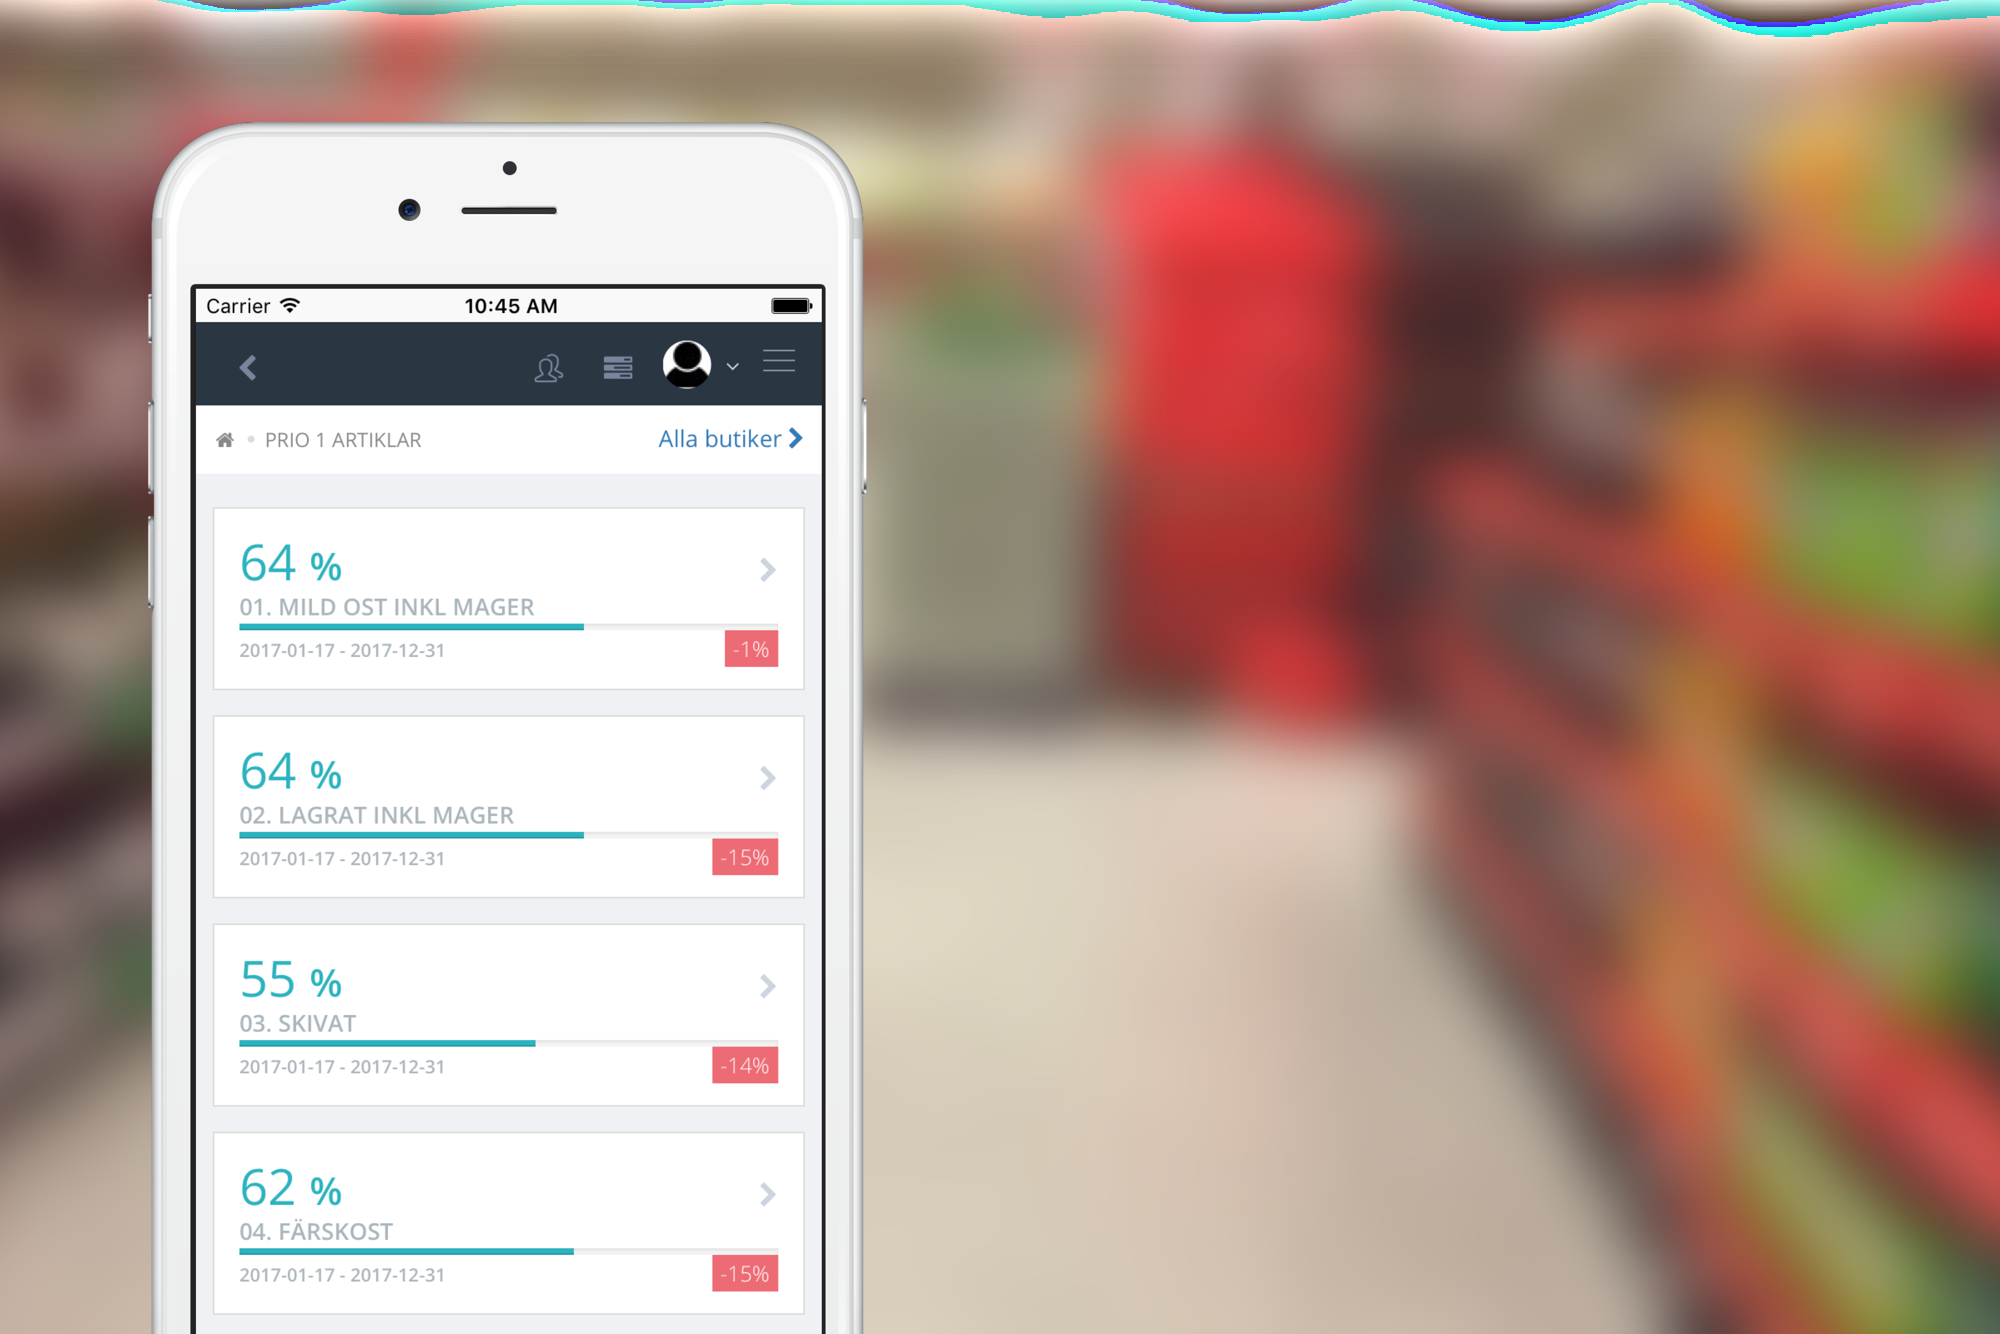 Carrier 10:45 AM
PRIO 1 ARTIKLAR Alla butiker
64 %
01. MILD OST INKL MAGER
2017-01-17 - 2017-12-31 -1%
64 %
02. LAGRAT INKL MAGER
2017-01-17 - 2017-12-31 -15%
55 %
03. SKIVAT
2017-01-17 - 2017-12-31 -14%
62 %
04. FÄRSKOST
2017-01-17 - 2017-12-31 -15%